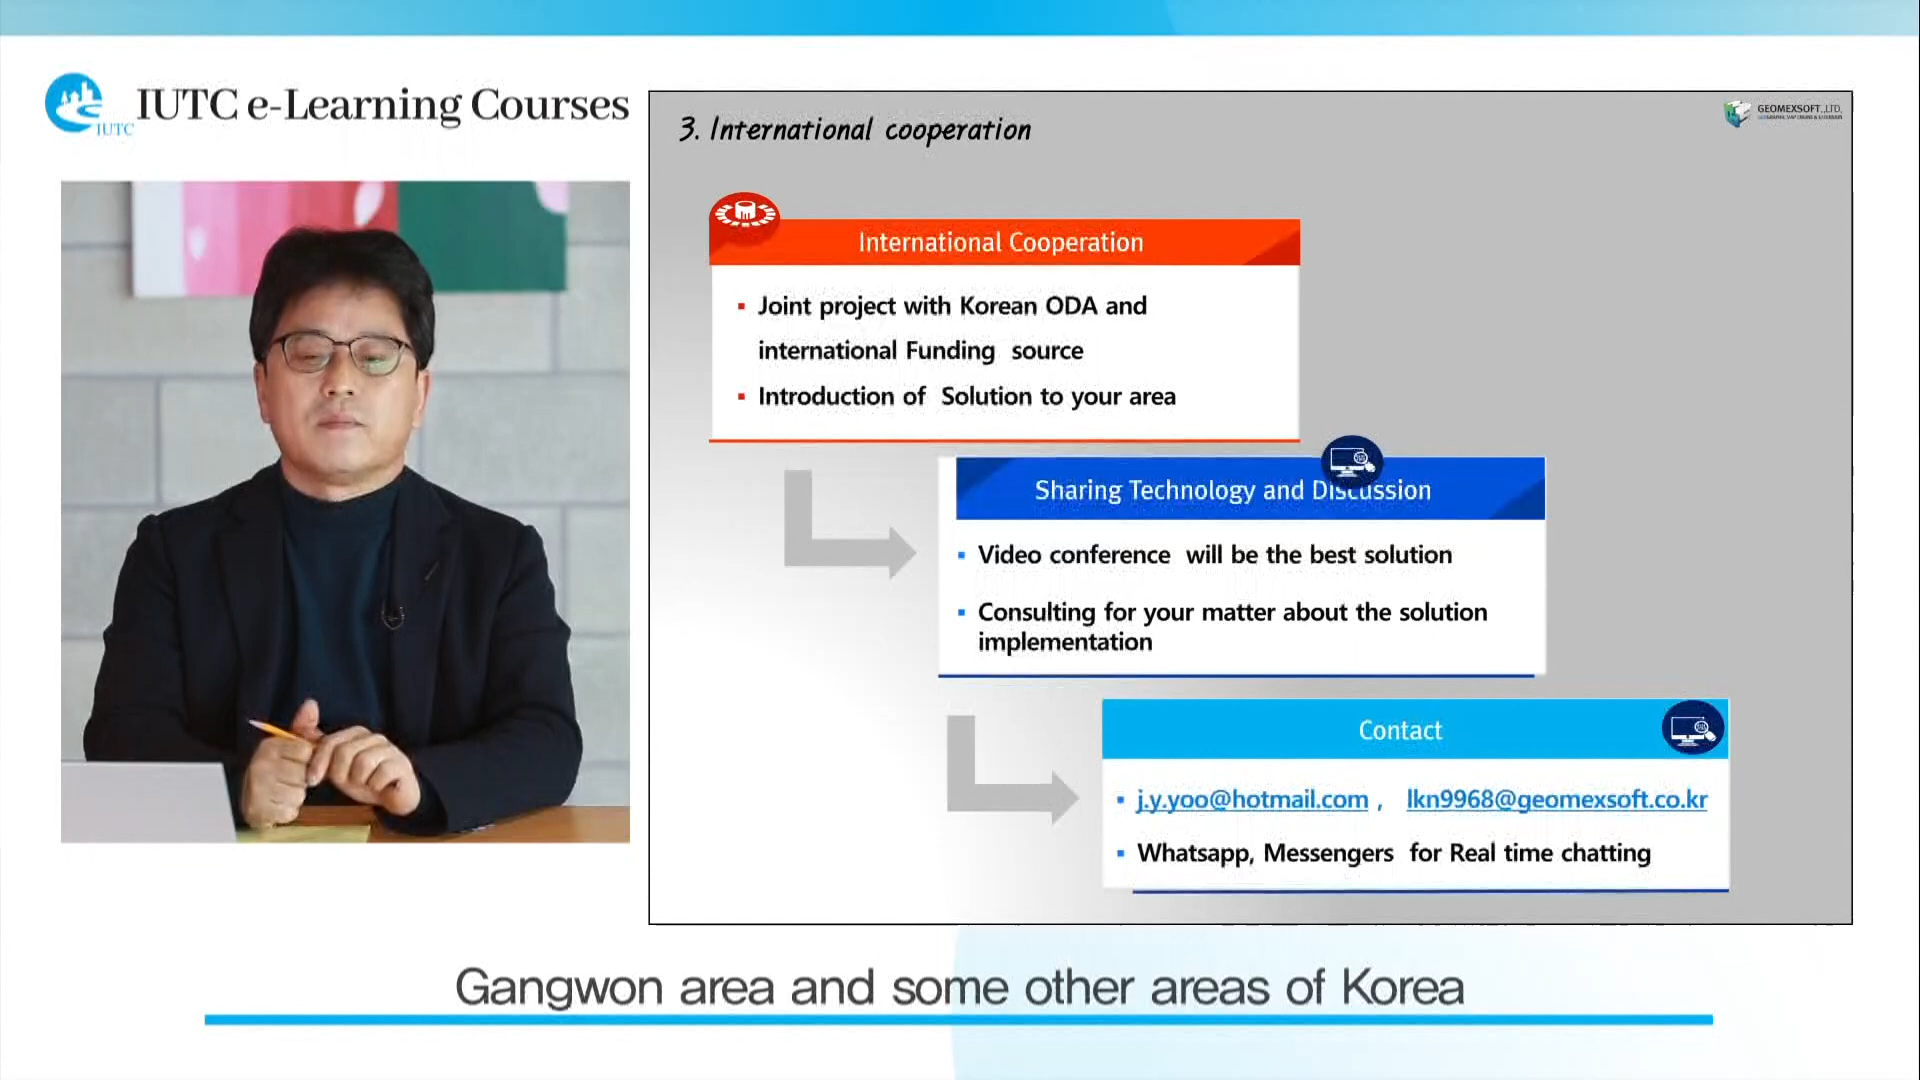 IUTC
IUTC e-Learning Courses
3. International cooperation
GEOMEXSOFT.,LTD.
International Cooperation
▪ Joint project with Korean ODA and
international Funding source
▪ Introduction of Solution to your area
Sharing Technology and Discussion
▪ Video conference will be the best solution
▪ Consulting for your matter about the solution
implementation
Contact
▪ j.y.yoo@hotmail.com , lkn9968@geomexsoft.co.kr
▪ Whatsapp, Messengers for Real time chatting
Gangwon area and some other areas of Korea